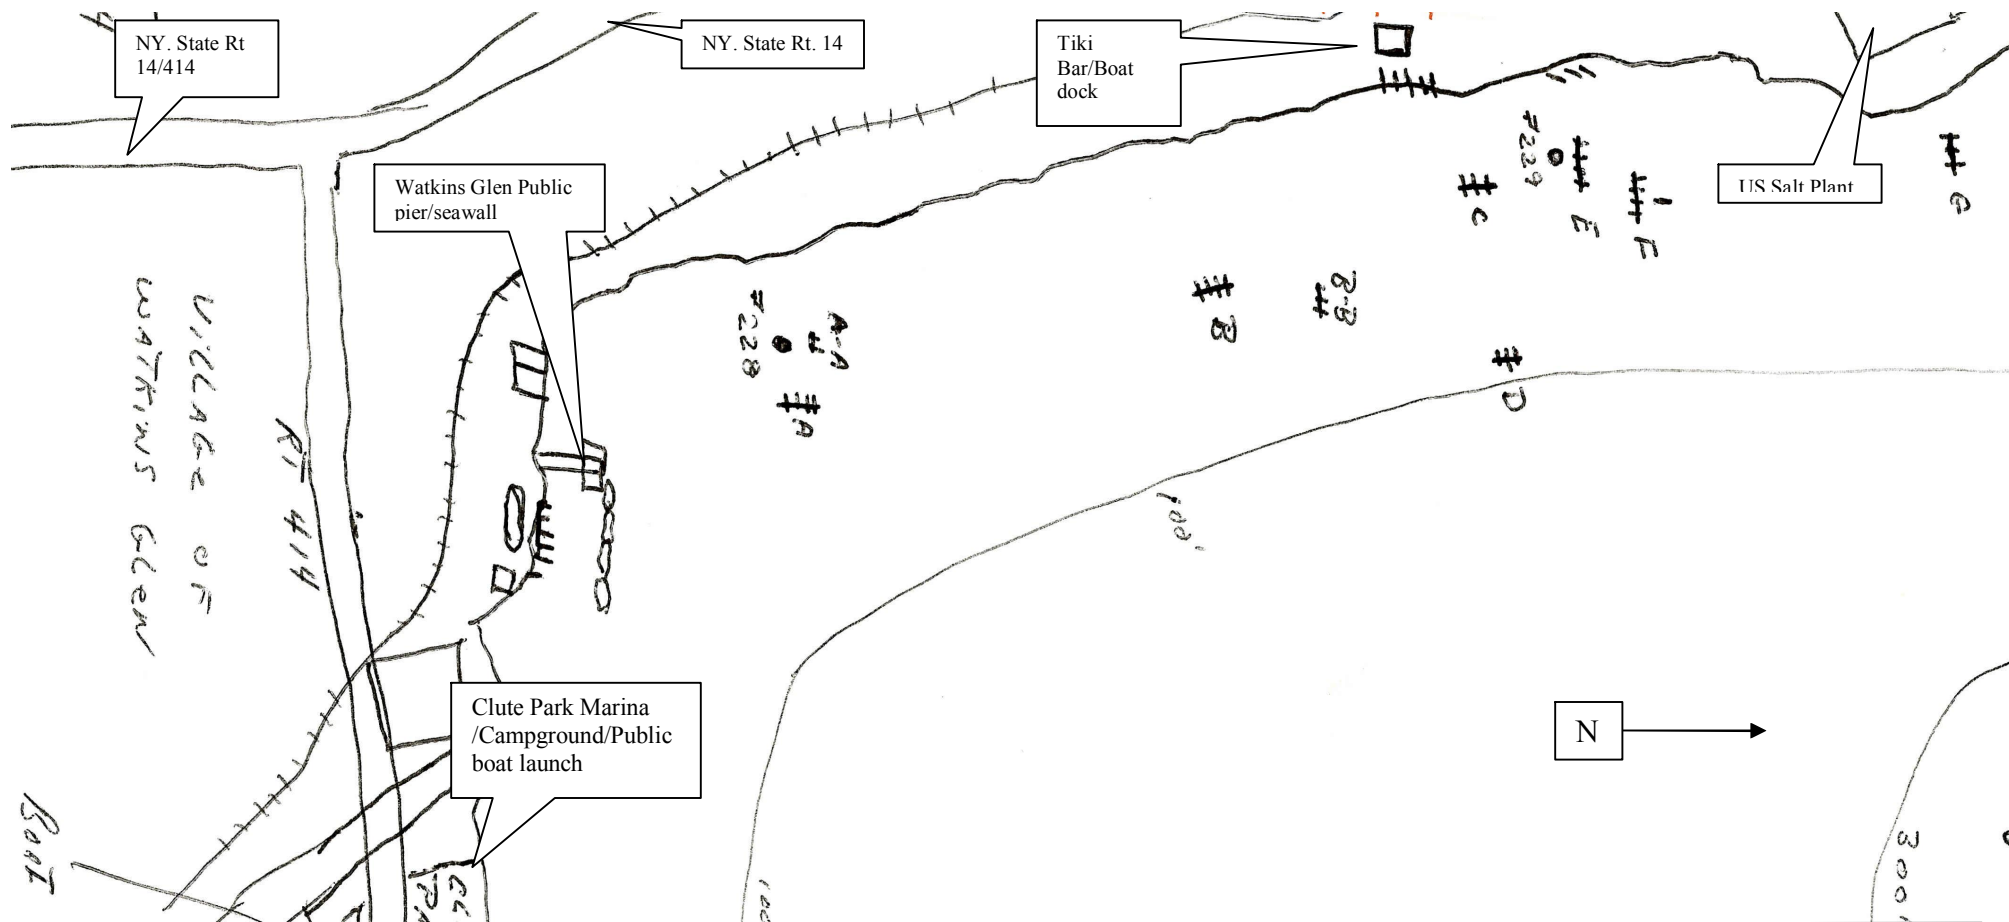 NY. State Rt
14/414
NY. State Rt. 14
Tiki
Bar/Boat
dock
US Salt Plant
Watkins Glen Public
pier/seawall
VILLAGE OF
WATKINS GLEN
RT 414
#228
A-A
A
B
B-B
C
#229
E
F
G
D
100'
Clute Park Marina
/Campground/Public
boat launch
N
300'